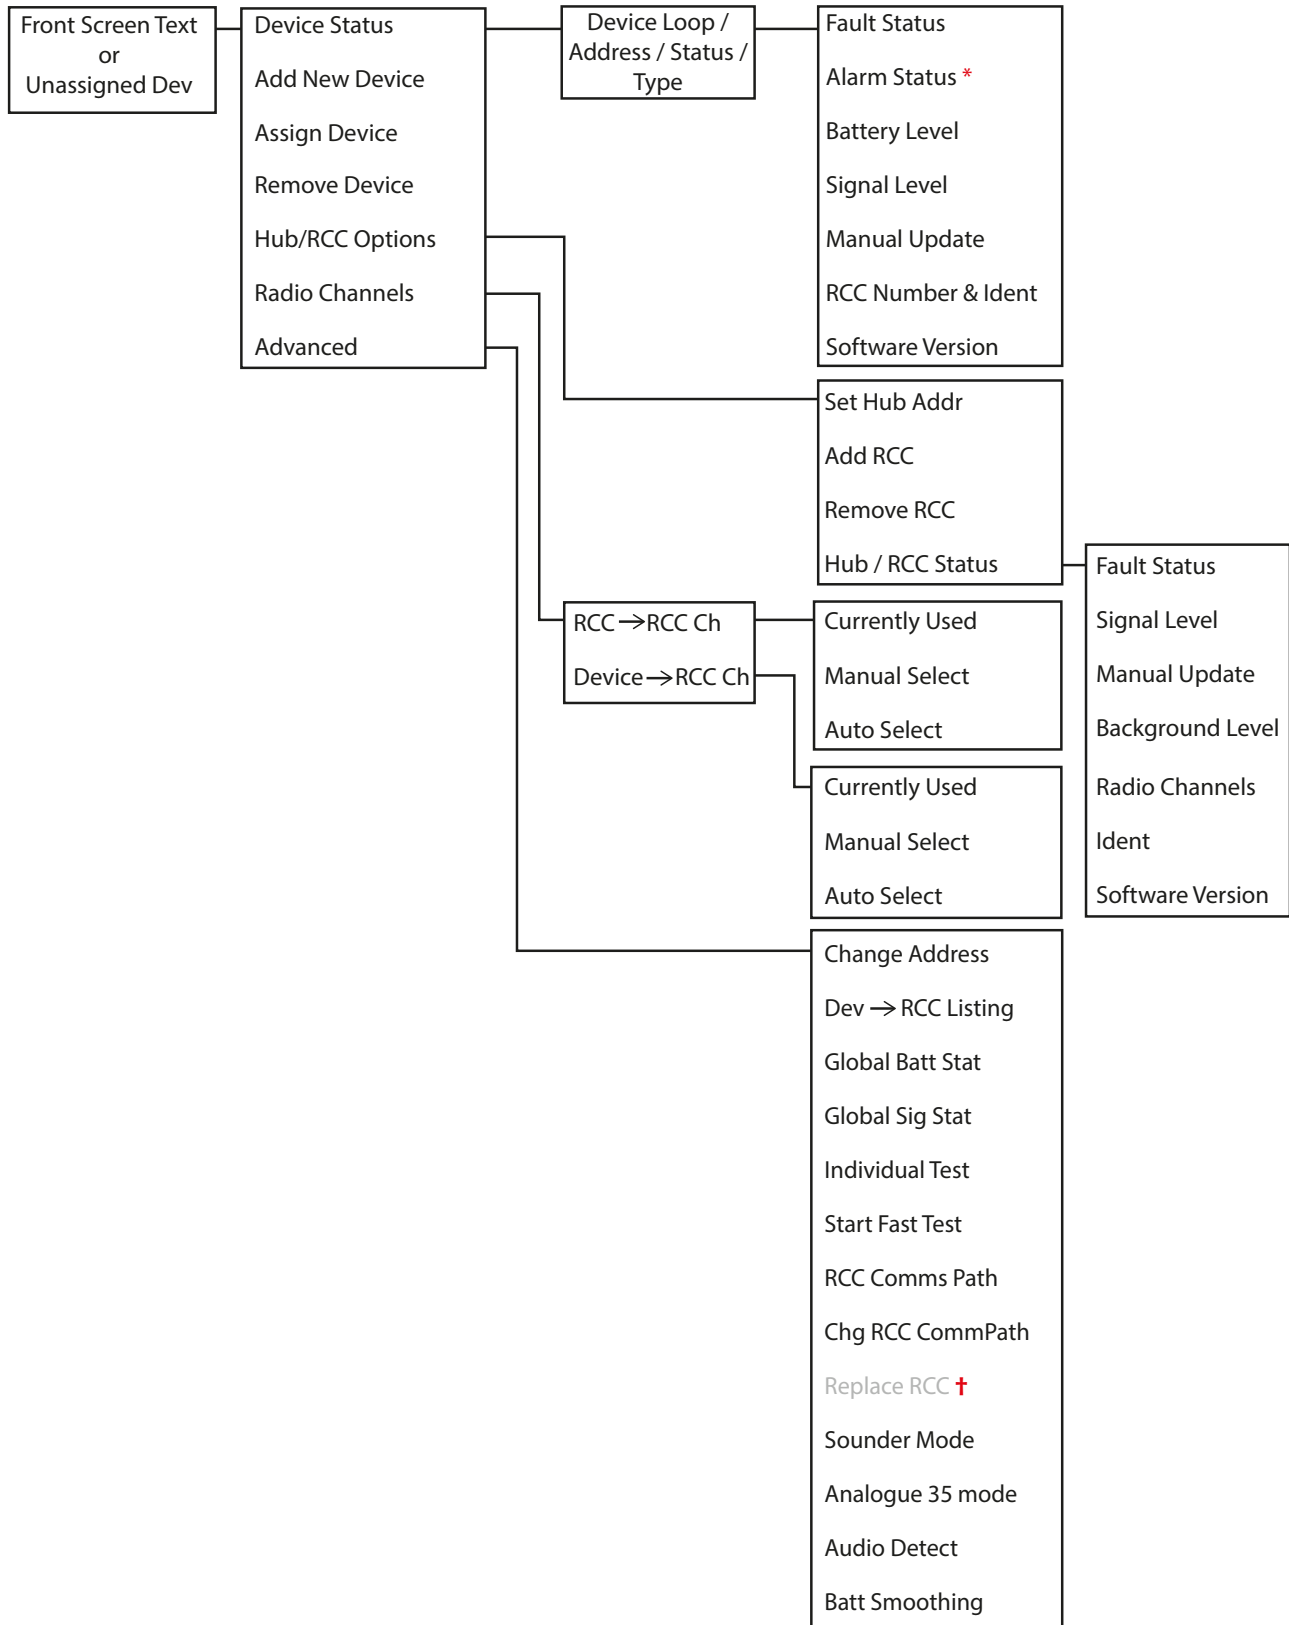 Front Screen Text
or
Unassigned Dev
Device Status
Add New Device
Assign Device
Remove Device
Hub/RCC Options
Radio Channels
Advanced
Device Loop /
Address / Status /
Type
Fault Status
Alarm Status *
Battery Level
Signal Level
Manual Update
RCC Number & Ident
Software Version
Set Hub Addr
Add RCC
Remove RCC
Hub / RCC Status
Fault Status
Signal Level
Manual Update
Background Level
Radio Channels
Ident
Software Version
RCC → RCC Ch
Device → RCC Ch
Currently Used
Manual Select
Auto Select
Currently Used
Manual Select
Auto Select
Change Address
Dev → RCC Listing
Global Batt Stat
Global Sig Stat
Individual Test
Start Fast Test
RCC Comms Path
Chg RCC CommPath
Replace RCC †
Sounder Mode
Analogue 35 mode
Audio Detect
Batt Smoothing